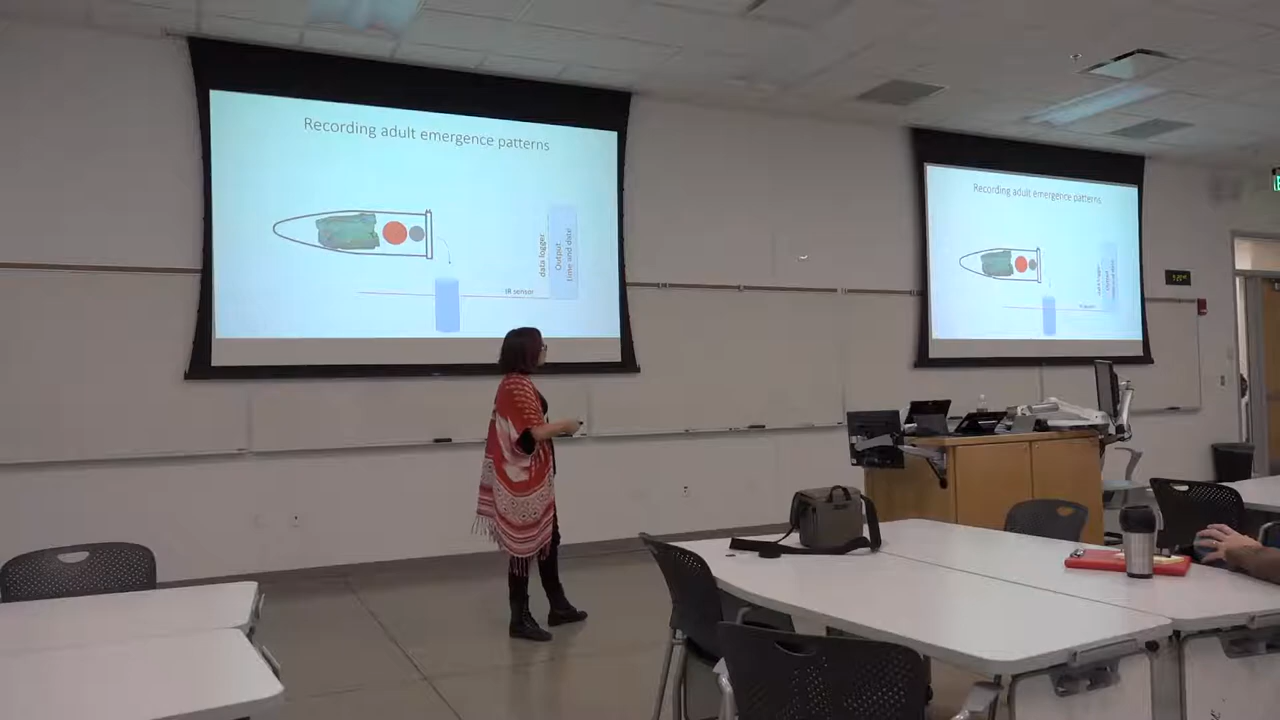 Recording adult emergence patterns
data logger
Output
time and date
IR sensor
Recording adult emergence patterns